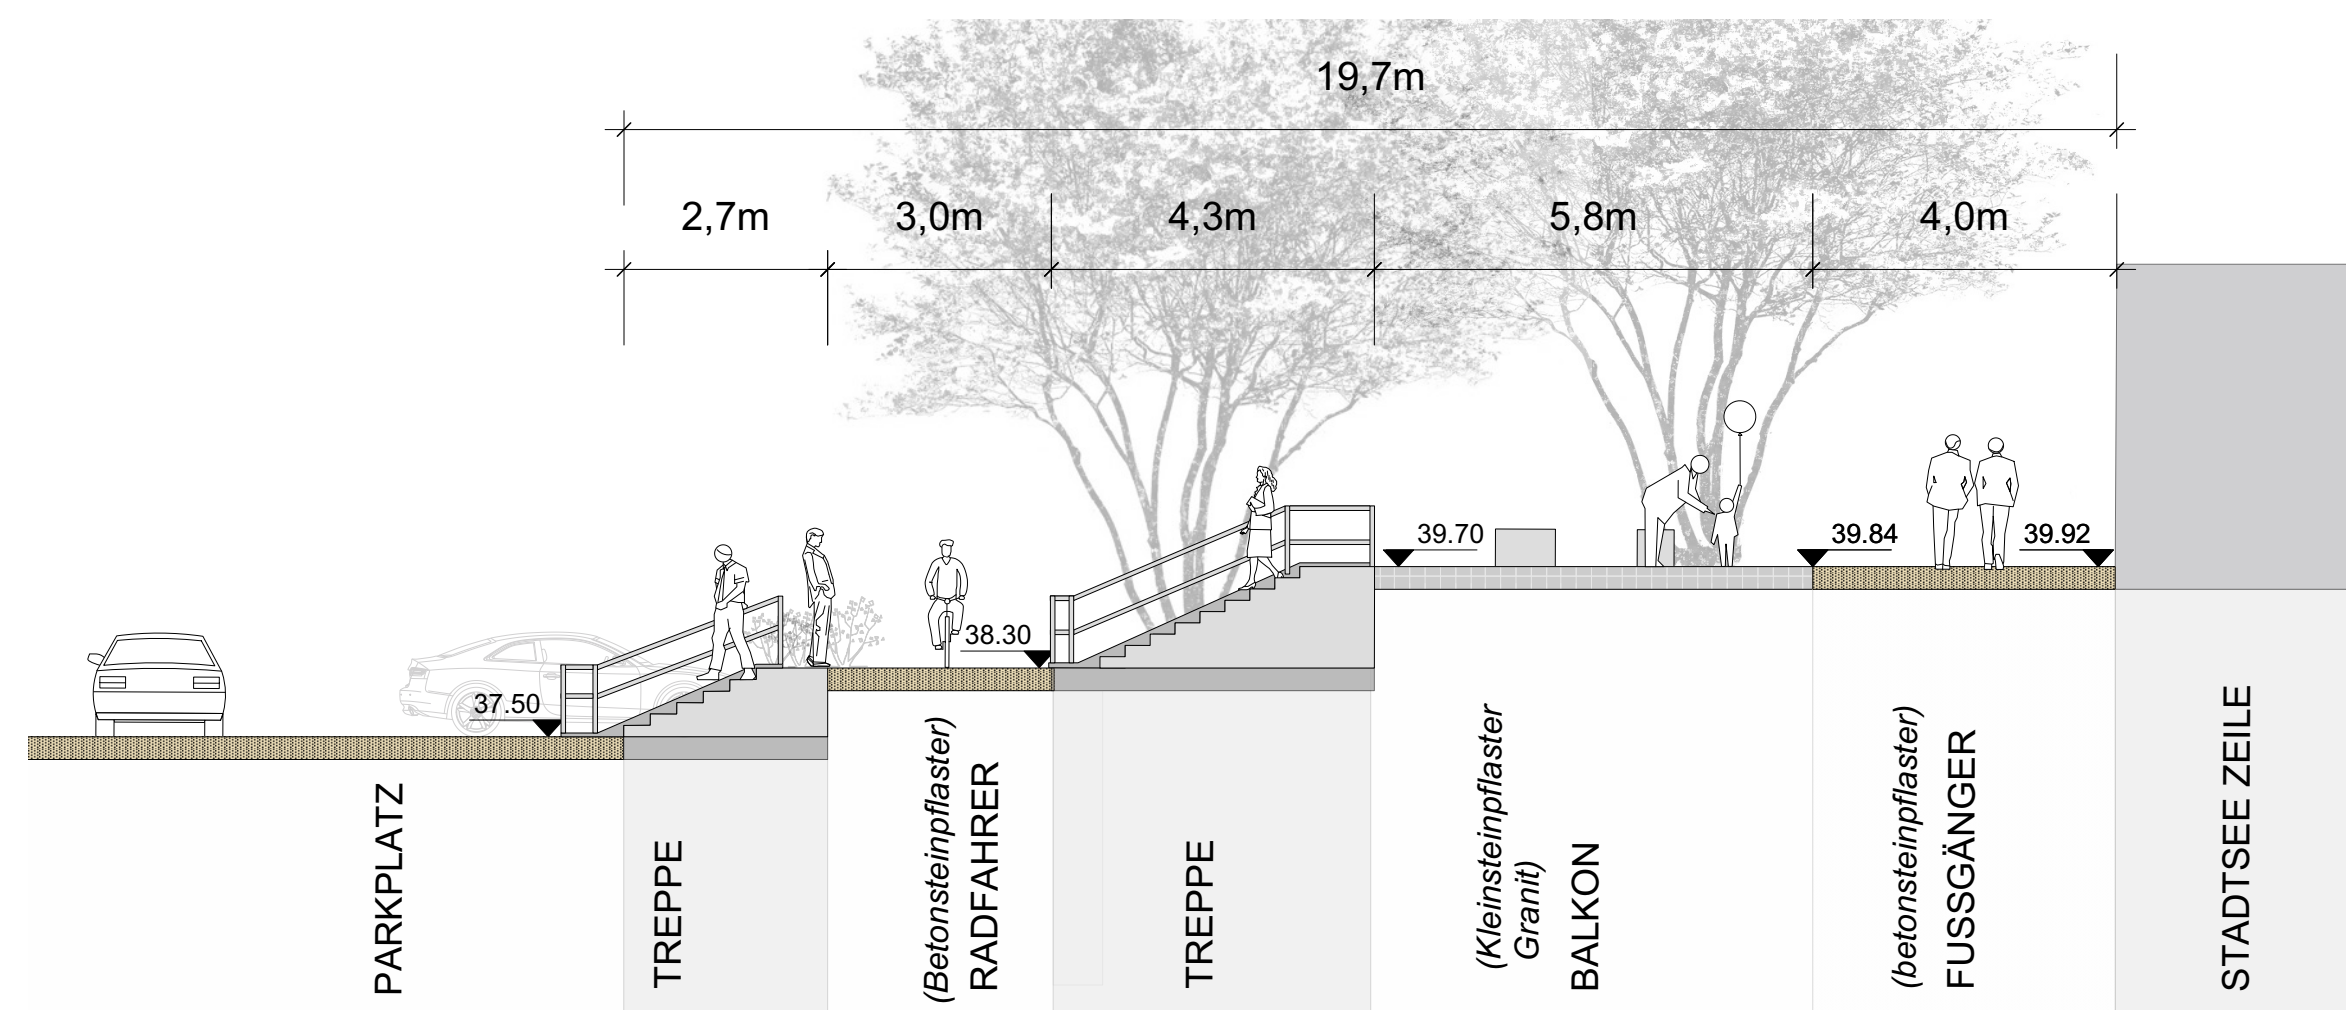 19,7m
2,7m
3,0m
4,3m
5,8m
4,0m
39.70
39.84
39.92
38.30
37.50
PARKPLATZ
TREPPE
(Betonsteinpflaster)
RADFAHRER
TREPPE
(Kleinsteinpflaster
Granit)
BALKON
(betonsteinpflaster)
FUSSGÄNGER
STADTSEE ZEILE